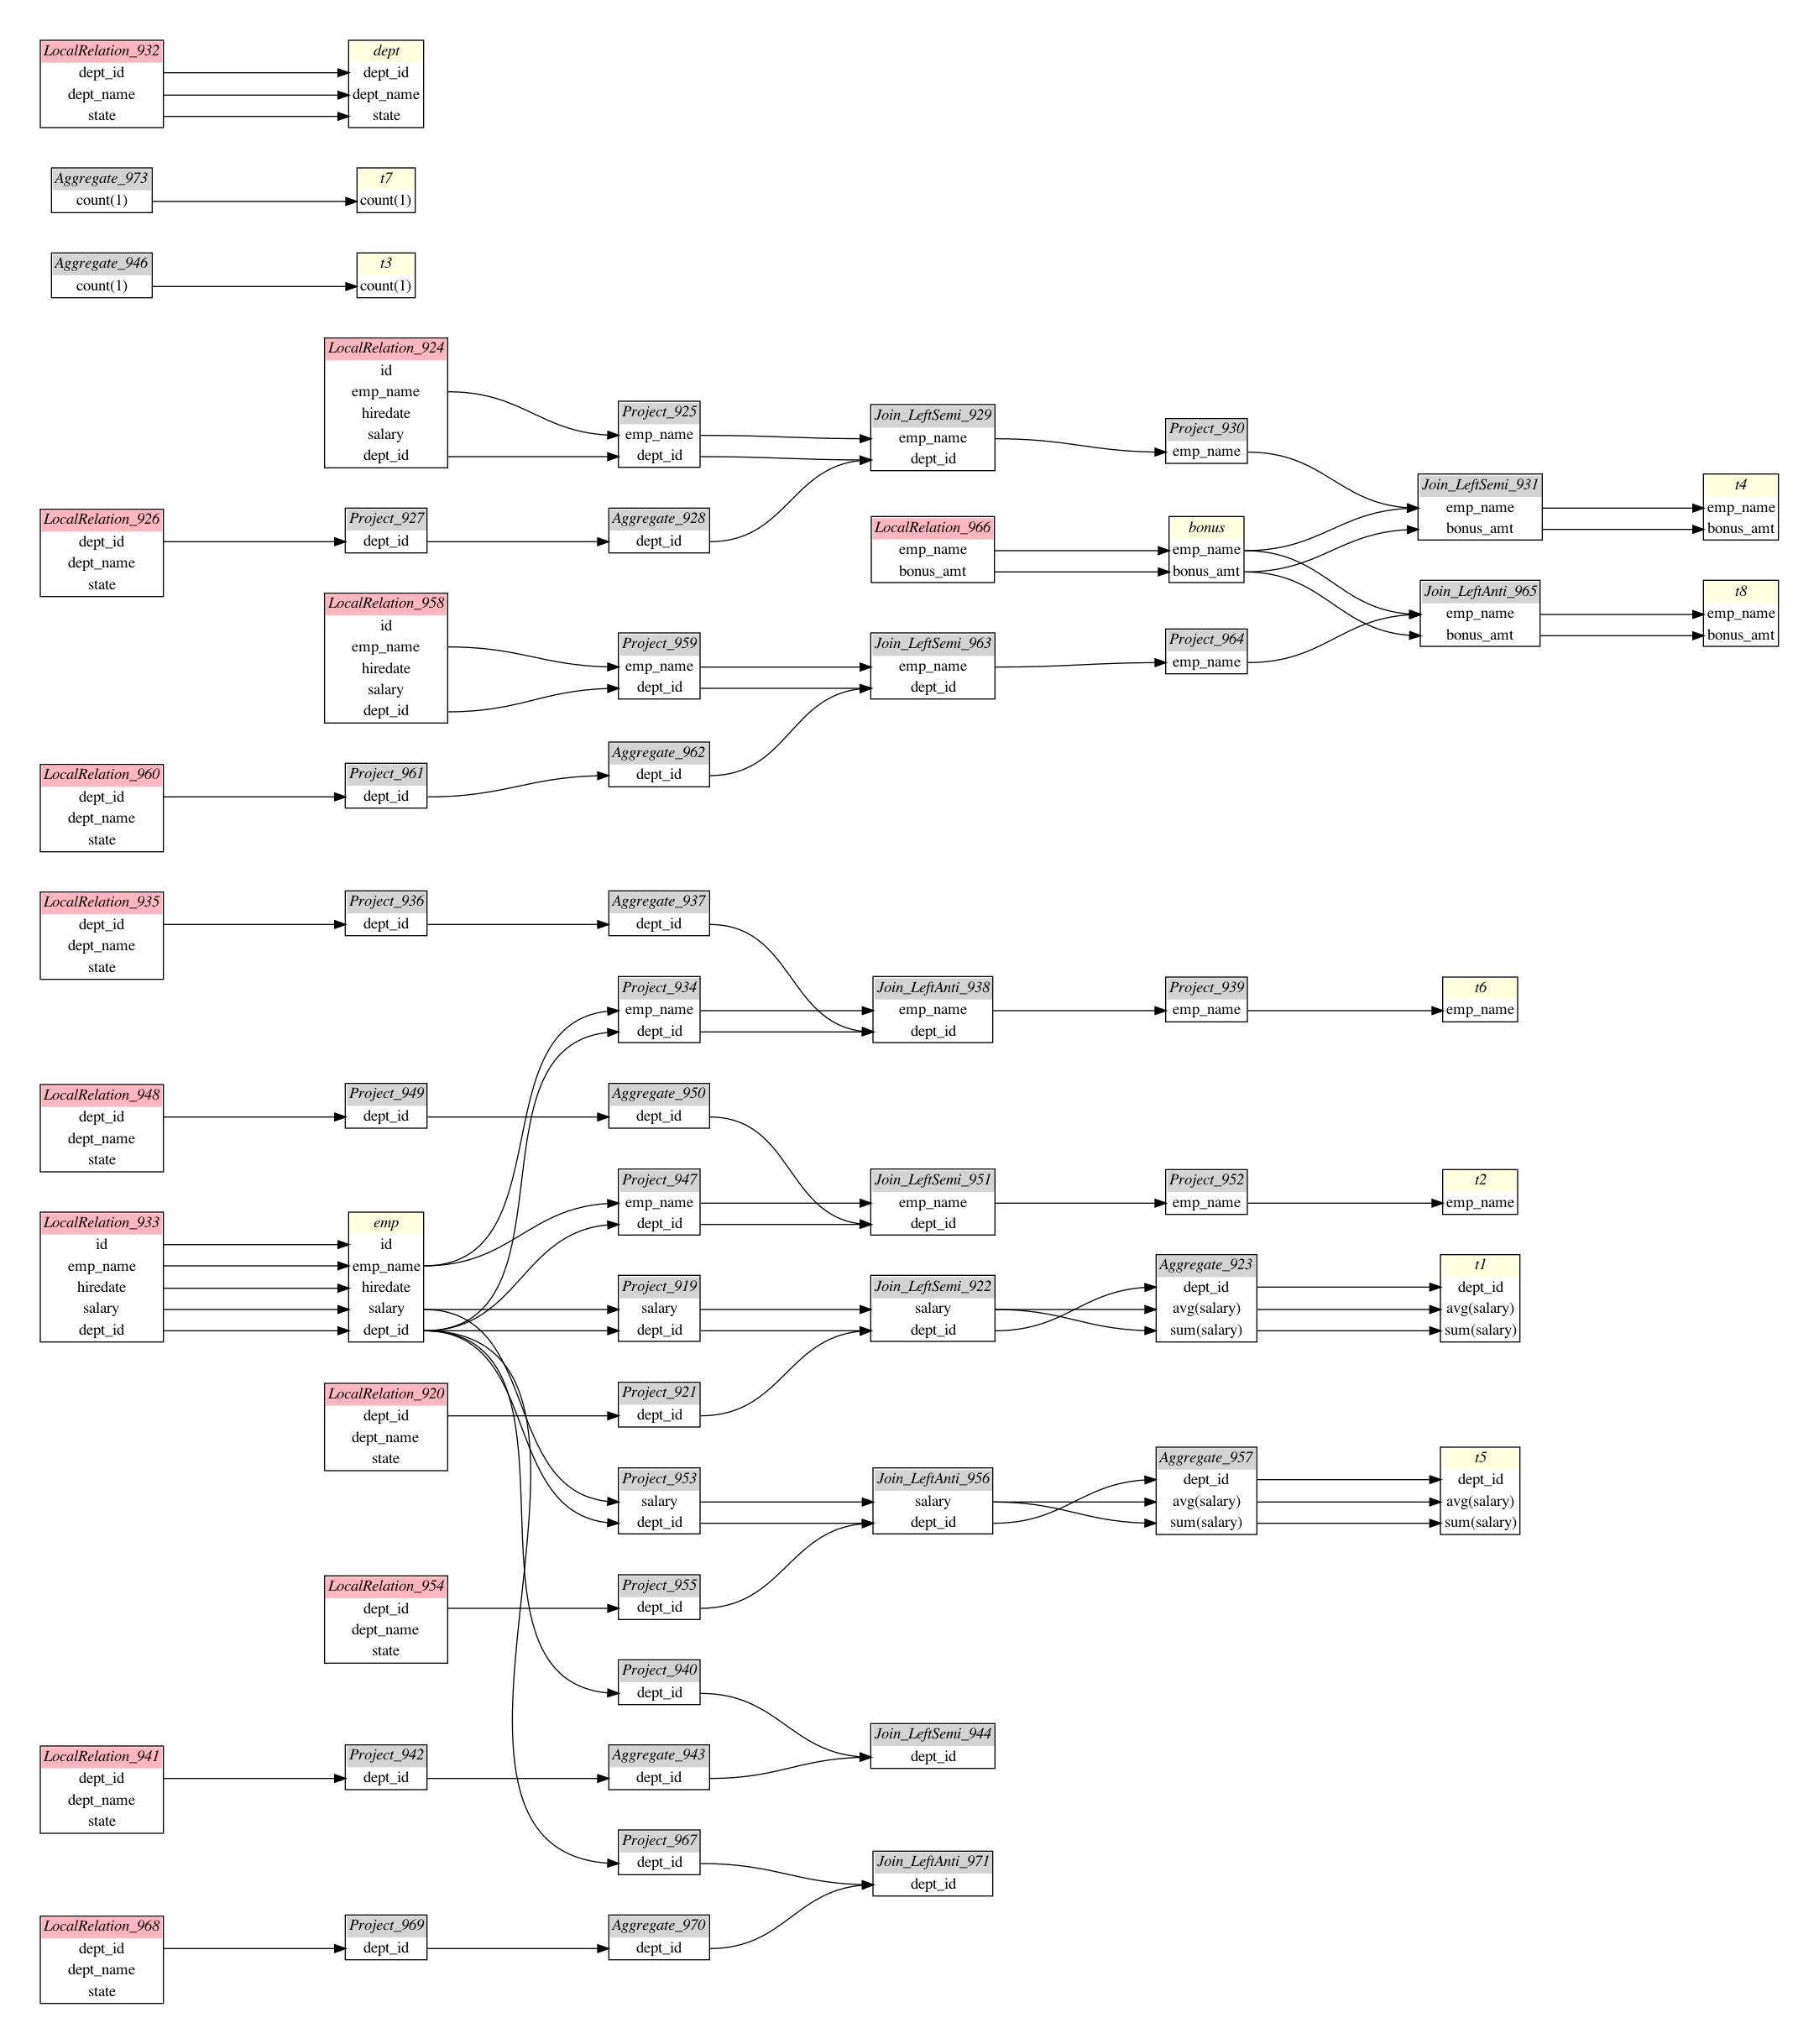 LocalRelation_932
dept_id
dept_name
state
dept
dept_id
dept_name
state
Aggregate_973
count(1)
t7
count(1)
Aggregate_946
count(1)
t3
count(1)
LocalRelation_924
id
emp_name
hiredate
salary
dept_id
Project_925
emp_name
dept_id
Join_LeftSemi_929
emp_name
dept_id
Project_930
emp_name
Join_LeftSemi_931
emp_name
bonus_amt
t4
emp_name
bonus_amt
LocalRelation_926
dept_id
dept_name
state
Project_927
dept_id
Aggregate_928
dept_id
LocalRelation_966
emp_name
bonus_amt
bonus
emp_name
bonus_amt
Join_LeftAnti_965
emp_name
bonus_amt
t8
emp_name
bonus_amt
LocalRelation_958
id
emp_name
hiredate
salary
dept_id
Project_959
emp_name
dept_id
Join_LeftSemi_963
emp_name
dept_id
Project_964
emp_name
LocalRelation_960
dept_id
dept_name
state
Project_961
dept_id
Aggregate_962
dept_id
LocalRelation_935
dept_id
dept_name
state
Project_936
dept_id
Aggregate_937
dept_id
Project_934
emp_name
dept_id
Join_LeftAnti_938
emp_name
dept_id
Project_939
emp_name
t6
emp_name
LocalRelation_948
dept_id
dept_name
state
Project_949
dept_id
Aggregate_950
dept_id
Project_947
emp_name
dept_id
Join_LeftSemi_951
emp_name
dept_id
Project_952
emp_name
t2
emp_name
LocalRelation_933
id
emp_name
hiredate
salary
dept_id
emp
id
emp_name
hiredate
salary
dept_id
Project_919
salary
dept_id
Join_LeftSemi_922
salary
dept_id
Aggregate_923
dept_id
avg(salary)
sum(salary)
t1
dept_id
avg(salary)
sum(salary)
LocalRelation_920
dept_id
dept_name
state
Project_921
dept_id
Project_953
salary
dept_id
Join_LeftAnti_956
salary
dept_id
Aggregate_957
dept_id
avg(salary)
sum(salary)
t5
dept_id
avg(salary)
sum(salary)
LocalRelation_954
dept_id
dept_name
state
Project_955
dept_id
Project_940
dept_id
Join_LeftSemi_944
dept_id
LocalRelation_941
dept_id
dept_name
state
Project_942
dept_id
Aggregate_943
dept_id
Project_967
dept_id
Join_LeftAnti_971
dept_id
LocalRelation_968
dept_id
dept_name
state
Project_969
dept_id
Aggregate_970
dept_id